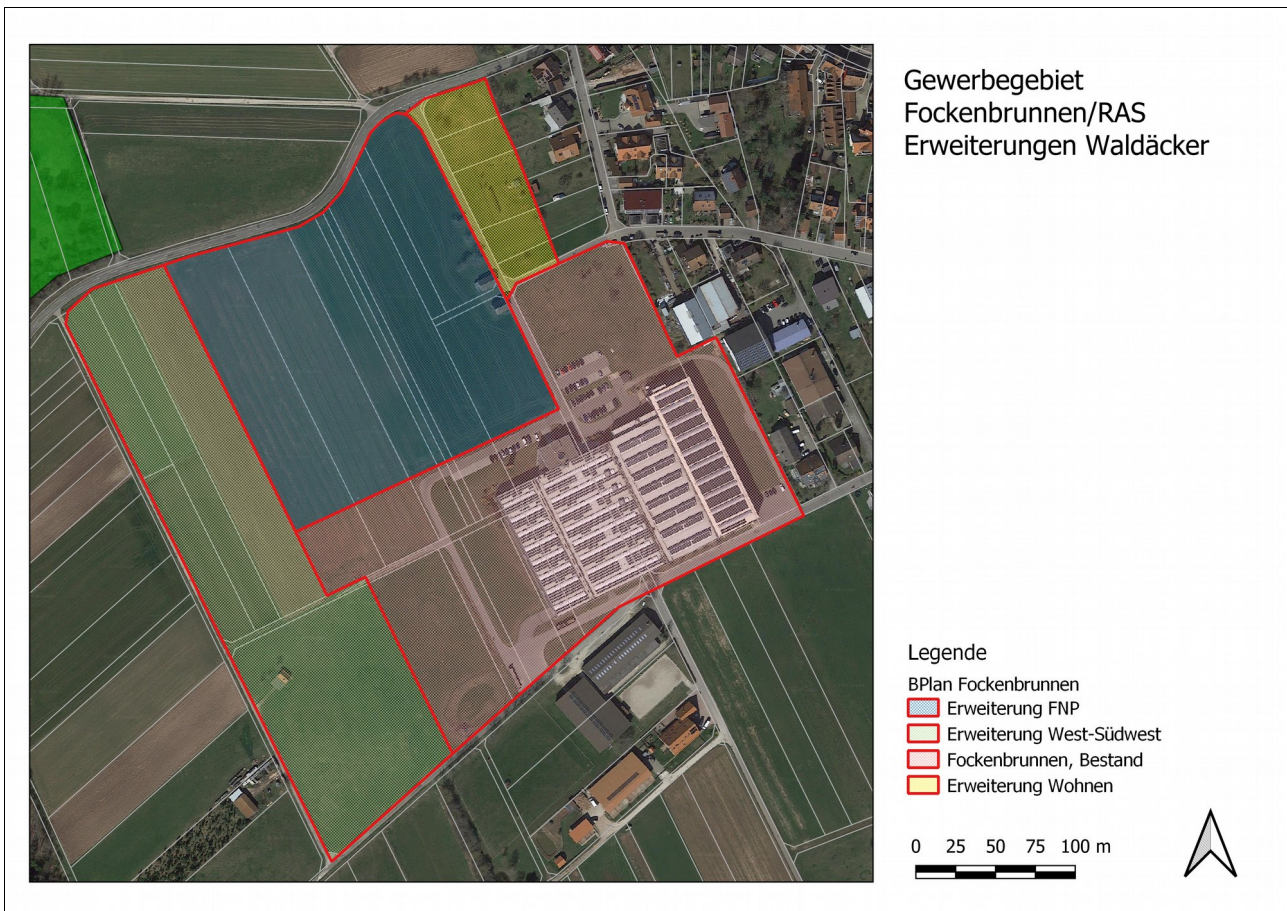 Gewerbegebiet
Fockenbrunnen/RAS
Erweiterungen Waldäcker
Legende
BPlan Fockenbrunnen
Erweiterung FNP
Erweiterung West-Südwest
Fockenbrunnen, Bestand
Erweiterung Wohnen
0 25 50 75 100 m